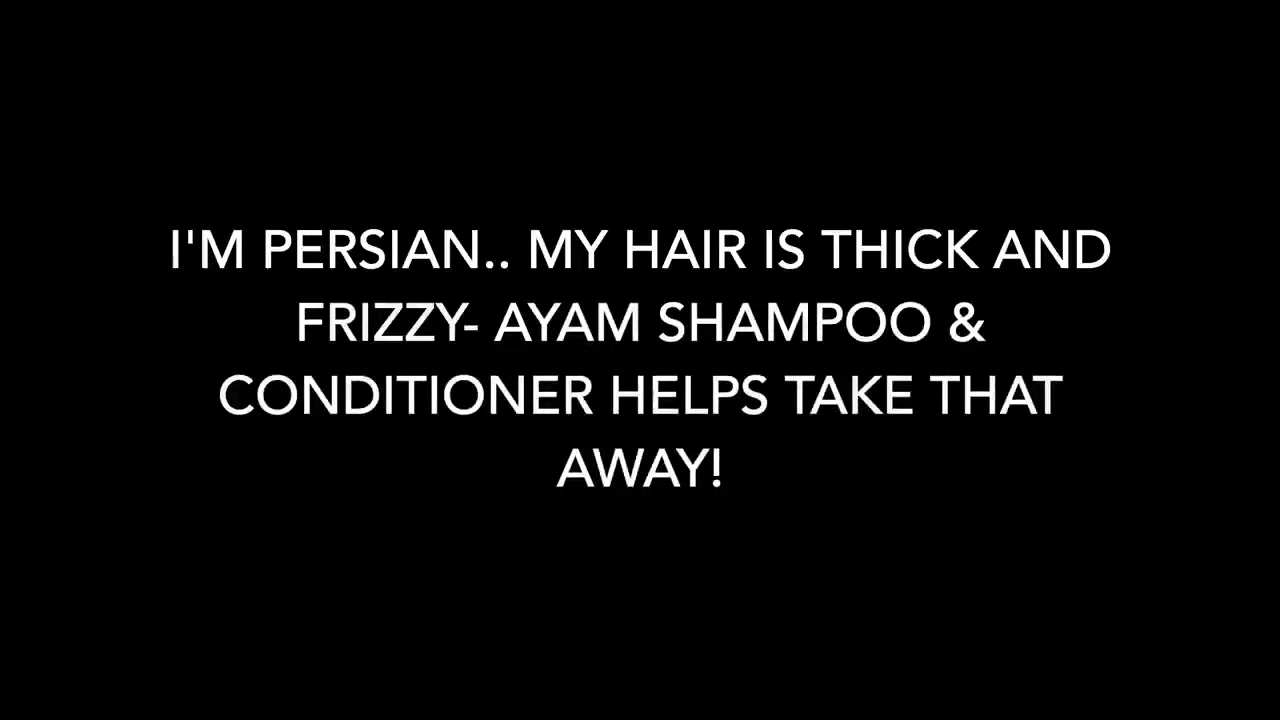 I'M PERSIAN.. MY HAIR IS THICK AND
FRIZZY- AYAM SHAMPOO &
CONDITIONER HELPS TAKE THAT
AWAY!